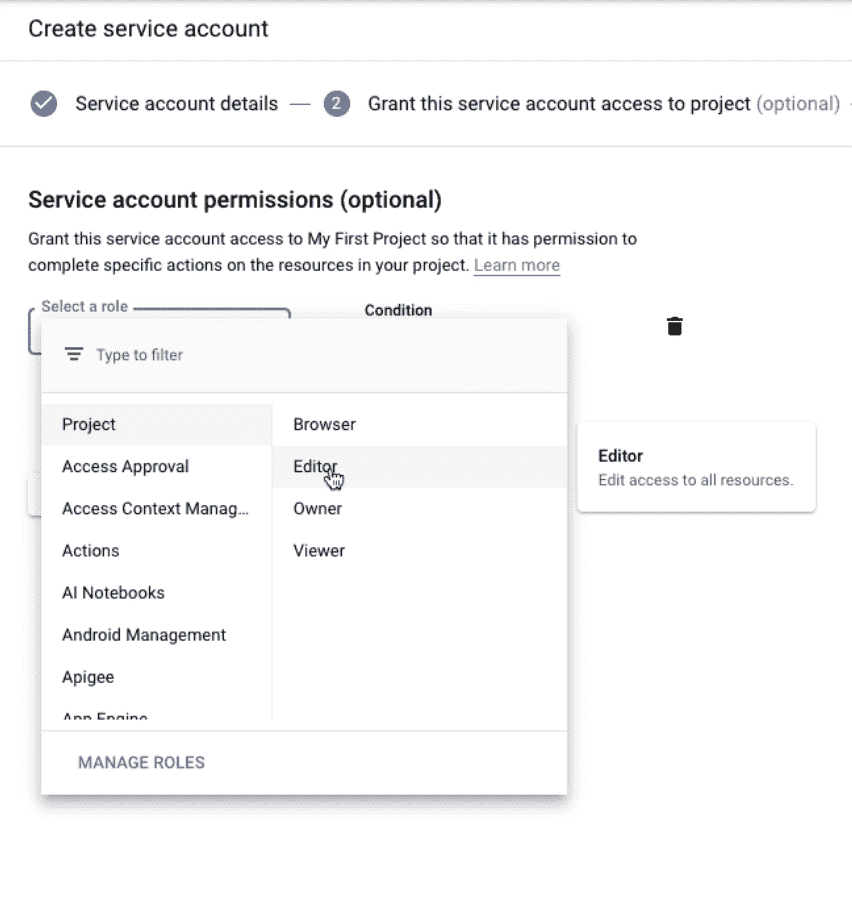 Create service account
Service account details — 2 Grant this service account access to project (optional)
Service account permissions (optional)
Grant this service account access to My First Project so that it has permission to
complete specific actions on the resources in your project. Learn more
Select a role
Condition
Type to filter
Project
Access Approval
Access Context Manag...
Actions
AI Notebooks
Android Management
Apigee
App Engine
Browser
Editor
Owner
Viewer
Editor
Edit access to all resources.
MANAGE ROLES